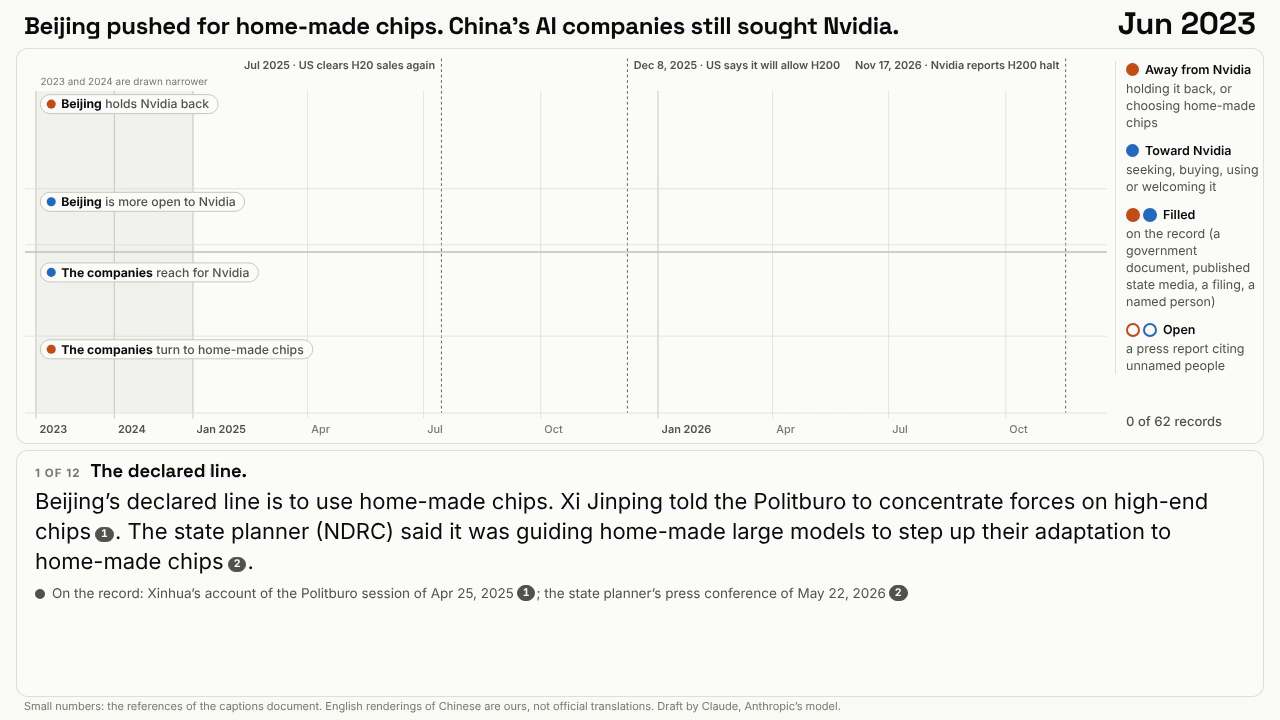 Beijing pushed for home-made chips. China’s AI companies still sought Nvidia.
Jun 2023
Jul 2025 · US clears H20 sales again
Dec 8, 2025 · US says it will allow H200
Nov 17, 2026 · Nvidia reports H200 halt
2023 and 2024 are drawn narrower
Beijing holds Nvidia back
Beijing is more open to Nvidia
The companies reach for Nvidia
The companies turn to home-made chips
2023
2024
Jan 2025
Apr
Jul
Oct
Jan 2026
Apr
Jul
Oct
Away from Nvidia
holding it back, or
choosing home-made
chips
Toward Nvidia
seeking, buying, using
or welcoming it
Filled
on the record (a
government
document, published
state media, a filing, a
named person)
Open
a press report citing
unnamed people
0 of 62 records
1 OF 12 The declared line.
Beijing’s declared line is to use home-made chips. Xi Jinping told the Politburo to concentrate forces on high-end
chips 1. The state planner (NDRC) said it was guiding home-made large models to step up their adaptation to
home-made chips 2.
On the record: Xinhua’s account of the Politburo session of Apr 25, 2025 1; the state planner’s press conference of May 22, 2026 2
Small numbers: the references of the captions document. English renderings of Chinese are ours, not official translations. Draft by Claude, Anthropic’s model.